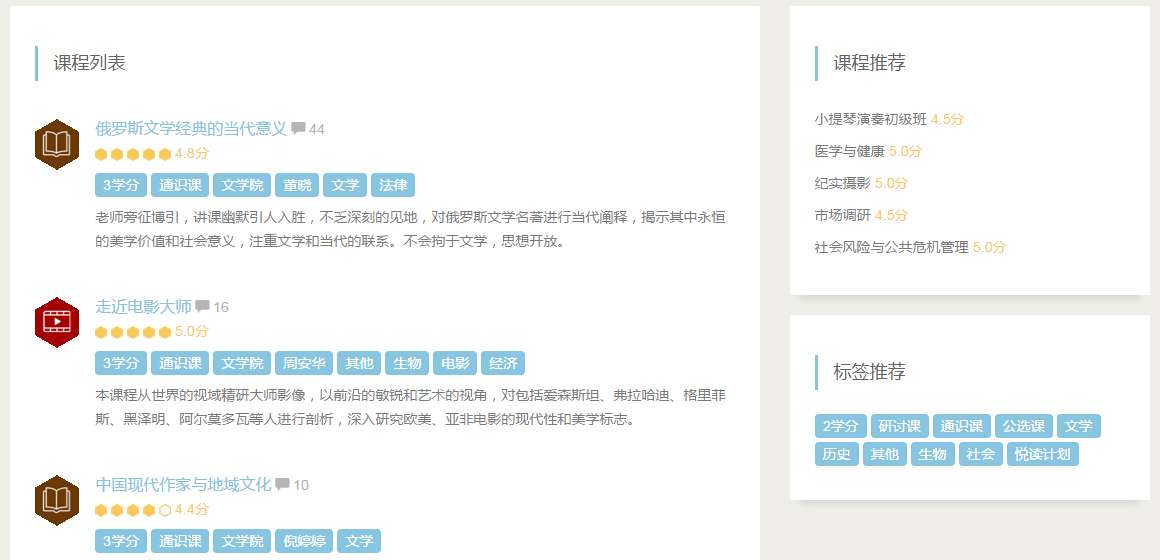 课程列表
俄罗斯文学经典的当代意义 44
4.8分
3学分 通识课 文学院 董晓 文学 法律
老师旁征博引，讲课幽默引人入胜，不乏深刻的见地，对俄罗斯文学名著进行当代阐释，揭示其中永恒
的美学价值和社会意义，注重文学和当代的联系。不会拘于文学，思想开放。
走近电影大师 16
5.0分
3学分 通识课 文学院 周安华 其他 生物 电影 经济
本课程从世界的视域精研大师影像，以前沿的敏锐和艺术的视角，对包括爱森斯坦、弗拉哈迪、格里菲
斯、黑泽明、阿尔莫多瓦等人进行剖析，深入研究欧美、亚非电影的现代性和美学标志。
中国现代作家与地域文化 10
4.4分
3学分 通识课 文学院 倪婷婷 文学
课程推荐
小提琴演奏初级班 4.5分
医学与健康 5.0分
纪实摄影 5.0分
市场调研 4.5分
社会风险与公共危机管理 5.0分
标签推荐
2学分 研讨课 通识课 公选课 文学
历史 其他 生物 社会 悦读计划